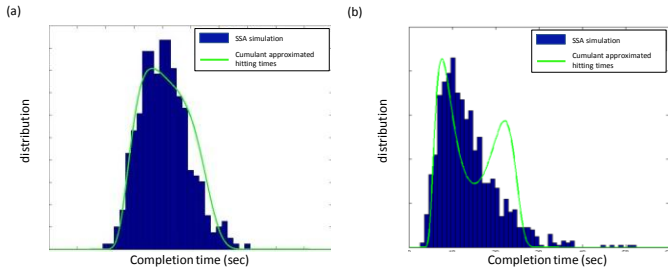 (a)
SSA simulation
Cumulant approximated
hitting times
distribution
Completion time (sec)
(b)
SSA simulation
Cumulant approximated
hitting times
distribution
Completion time (sec)